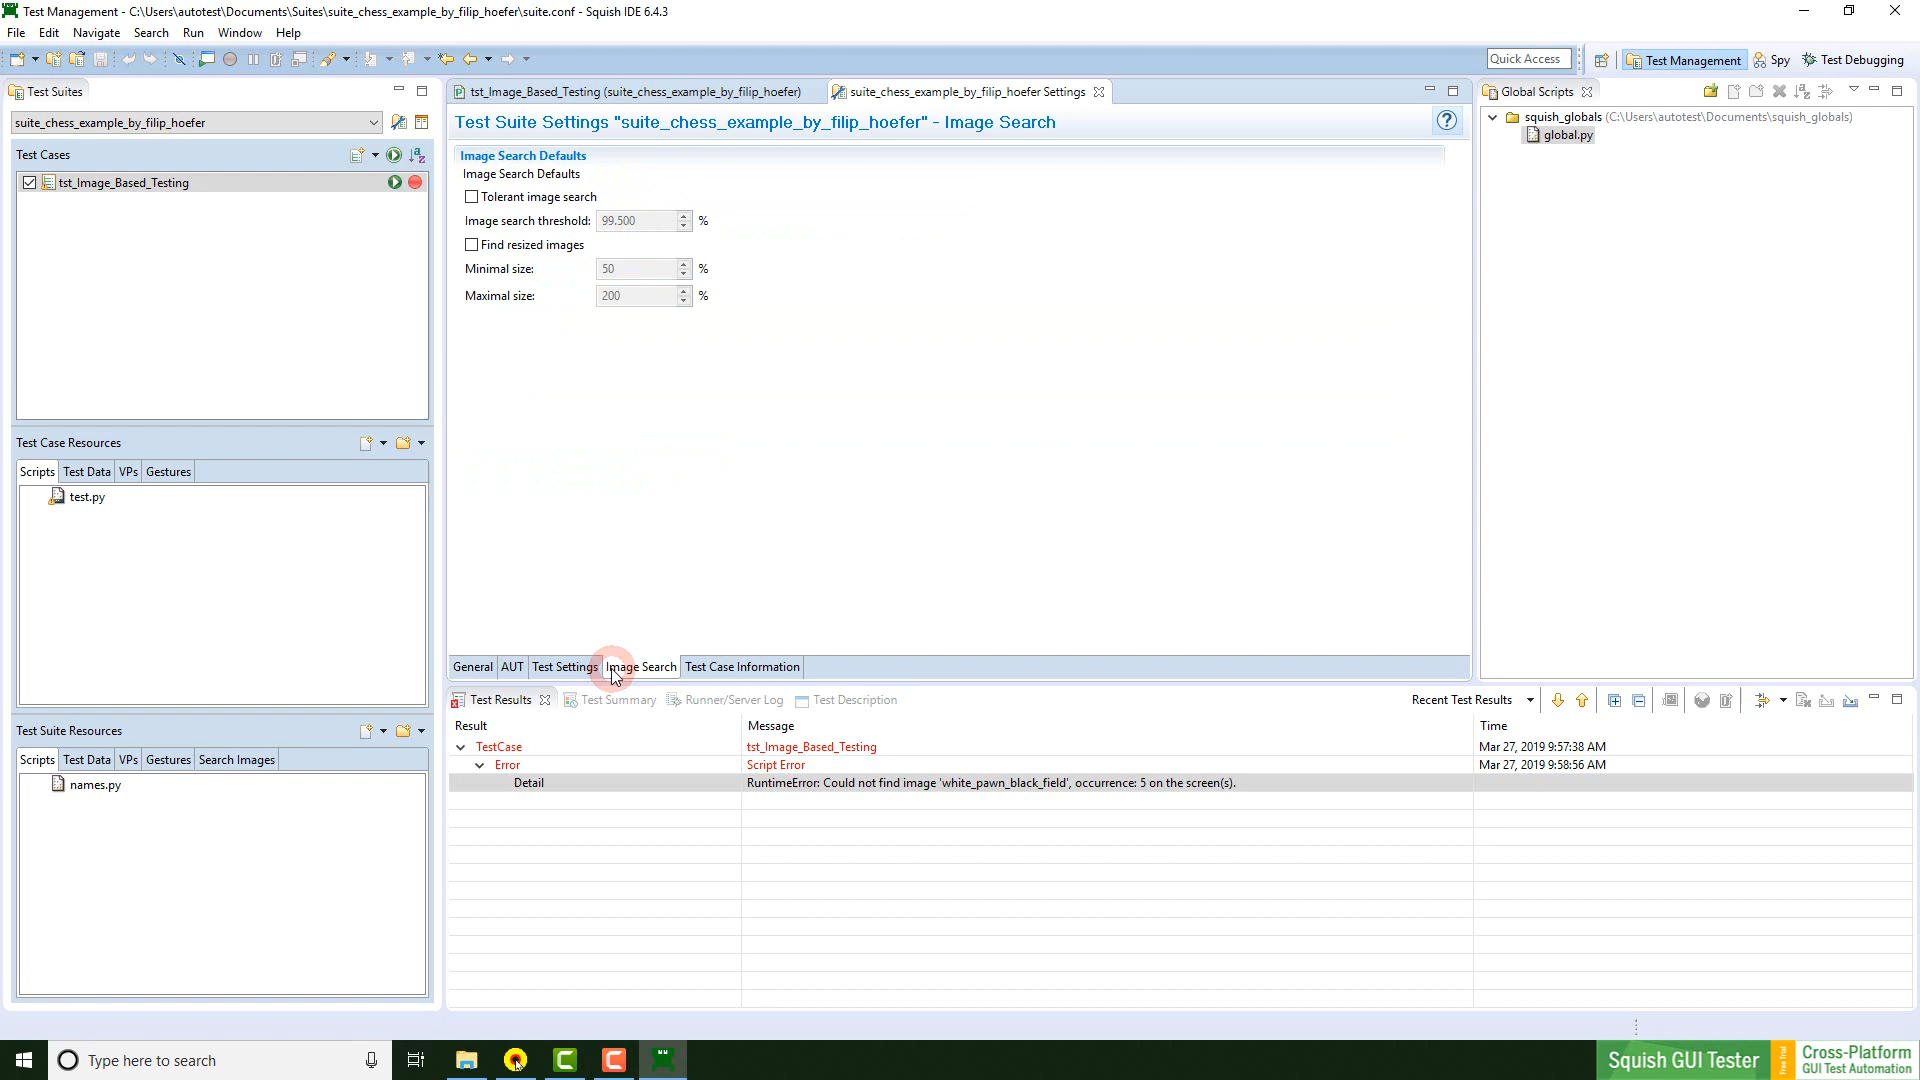 Test Management - C:\Users\autotest\Documents\Suites\suite_chess_example_by_filip_hoefer\suite.conf - Squish IDE 6.4.3
File Edit Navigate Search Run Window Help
Quick Access Test Management Spy Test Debugging
Test Suites
suite_chess_example_by_filip_hoefer
Test Cases
tst_Image_Based_Testing
Test Case Resources
Scripts Test Data VPs Gestures
test.py
Test Suite Resources
Scripts Test Data VPs Gestures Search Images
names.py
tst_Image_Based_Testing (suite_chess_example_by_filip_hoefer) suite_chess_example_by_filip_hoefer Settings
Test Suite Settings "suite_chess_example_by_filip_hoefer" - Image Search
Image Search Defaults
Image Search Defaults
Tolerant image search
Image search threshold: 99.500 %
Find resized images
Minimal size: 50 %
Maximal size: 200 %
General AUT Test Settings Image Search Test Case Information
Global Scripts
squish_globals (C:\Users\autotest\Documents\squish_globals)
global.py
Test Results Test Summary Runner/Server Log Test Description Recent Test Results
Result Message Time
TestCase tst_Image_Based_Testing Mar 27, 2019 9:57:38 AM
Error Script Error Mar 27, 2019 9:58:56 AM
Detail RuntimeError: Could not find image 'white_pawn_black_field', occurrence: 5 on the screen(s).
Type here to search
Squish GUI Tester
Free Trial
Cross-Platform
GUI Test Automation